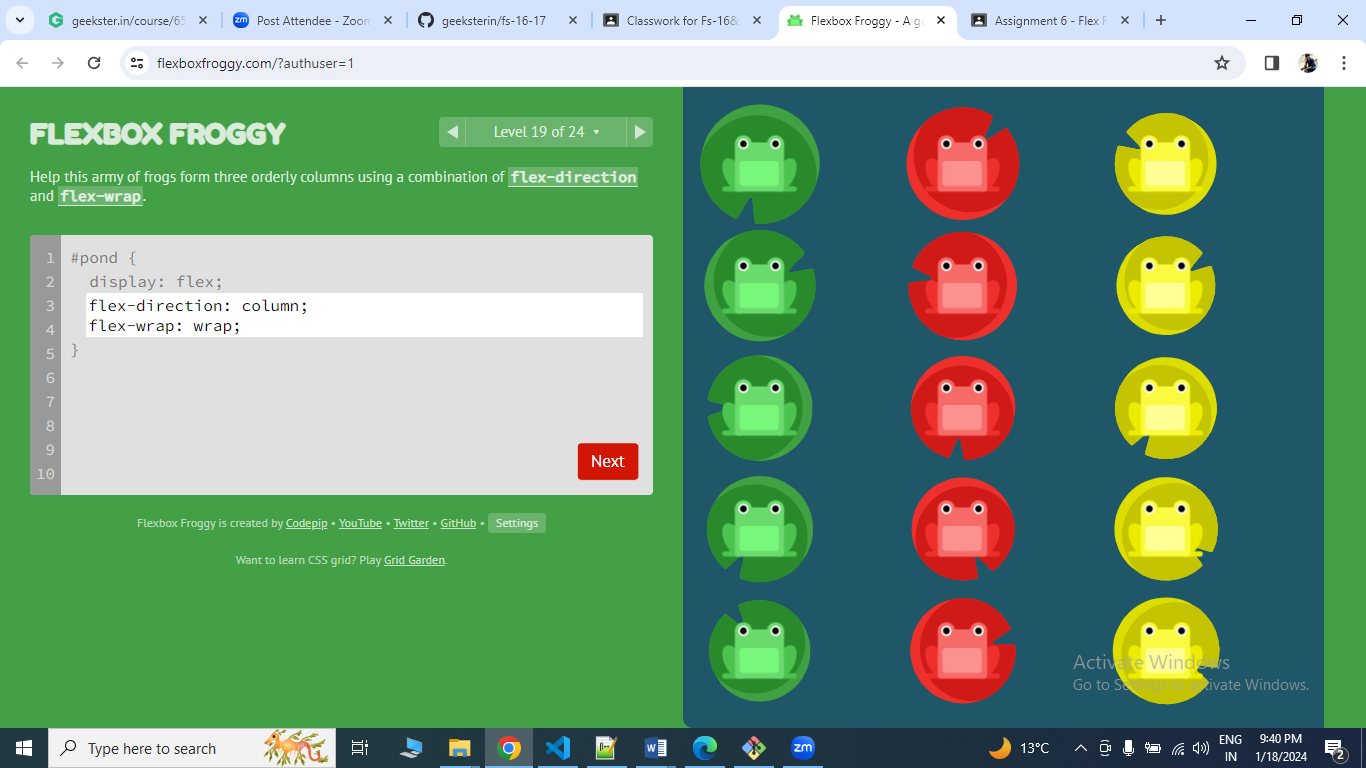 geekster.in/course/65
Post Attendee - Zoom
geeksterin/fs-16-17
Classwork for Fs-16&
Flexbox Froggy - A ga
Assignment 6 - Flex F
flexboxfroggy.com/?authuser=1
FLEXBOX FROGGY
Level 19 of 24
Help this army of frogs form three orderly columns using a combination of flex-direction
and flex-wrap.
1 #pond {
2 display: flex;
3 flex-direction: column;
4 flex-wrap: wrap;
5 }
6
7
8
9
10
Next
Flexbox Froggy is created by Codepip • YouTube • Twitter • GitHub • Settings
Want to learn CSS grid? Play Grid Garden.
Activate Windows
Go to Settings to activate Windows.
Type here to search
zm
13°C
ENG
IN
9:40 PM
1/18/2024
2